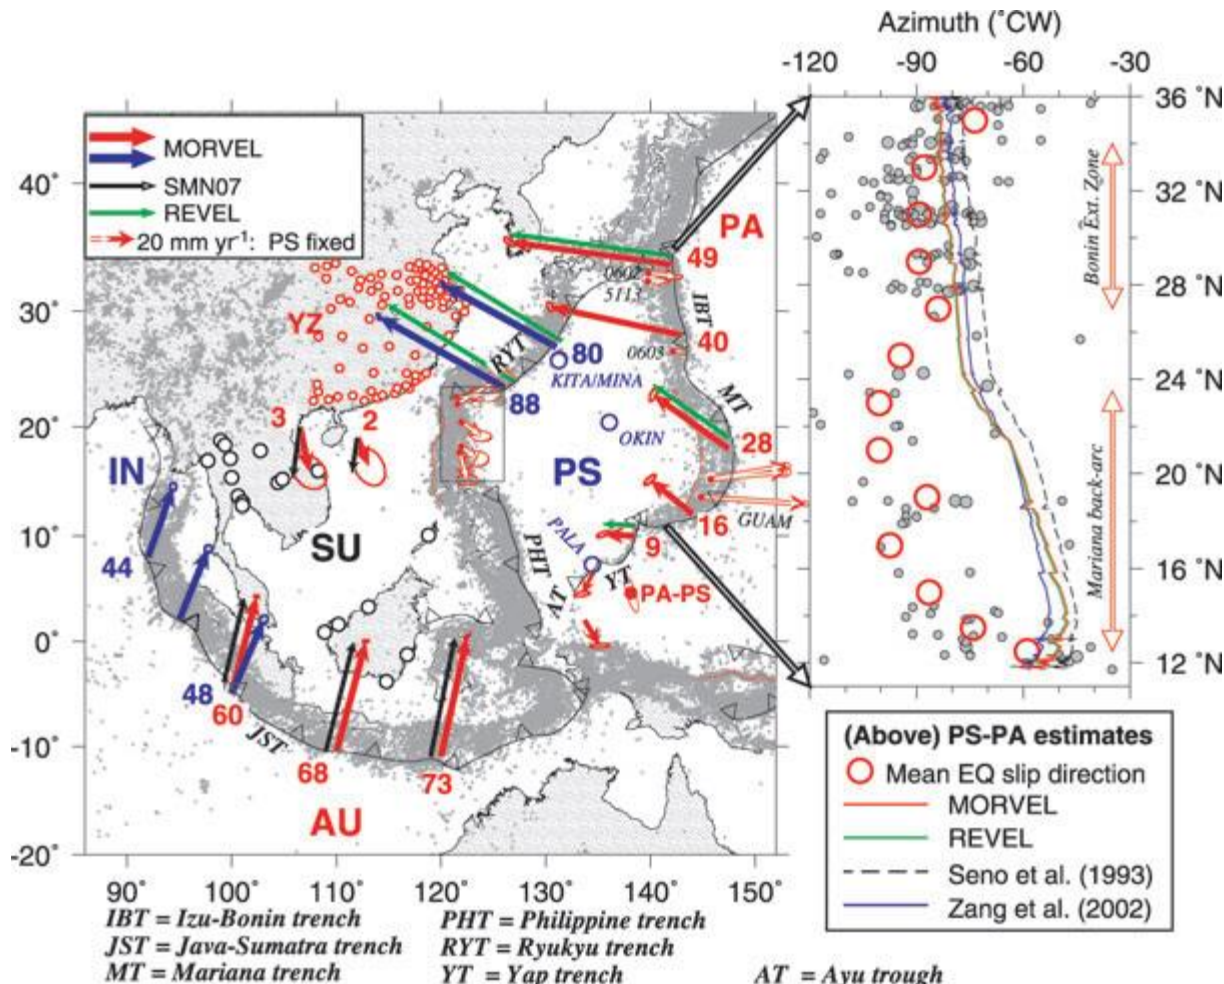 Azimuth (˚CW)
-120 -90 -60 -30
MORVEL
SMN07
REVEL
20 mm yr⁻¹: PS fixed
40˚
30˚
20˚
10˚
0˚
-10˚
-20˚
90˚ 100˚ 110˚ 120˚ 130˚ 140˚ 150˚
PA
49
0602
5113
IBT
YZ
40
0603
RYT
80
KITA/MINA
88
MT
3
2
28
OKIN
IN
PS
GUAM
16
SU
PALA
9
44
PHT
AT
YT
PA-PS
48
60
JST
68
73
AU
36 ˚N
32 ˚N
28 ˚N
24 ˚N
20 ˚N
16 ˚N
12 ˚N
Bonin Ext. Zone
Mariana back-arc
(Above) PS-PA estimates
Mean EQ slip direction
MORVEL
REVEL
Seno et al. (1993)
Zang et al. (2002)
IBT = Izu-Bonin trench
PHT = Philippine trench
JST = Java-Sumatra trench
RYT = Ryukyu trench
MT = Mariana trench
YT = Yap trench
AT = Ayu trough